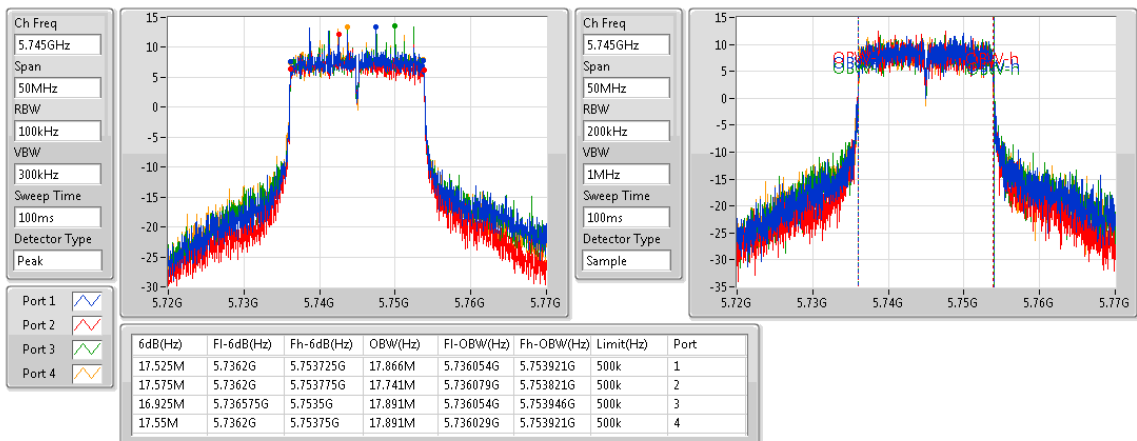 Ch Freq
5.745GHz
Span
50MHz
RBW
100kHz
VBW
300kHz
Sweep Time
100ms
Detector Type
Peak
15
10
5
0
-5
-10
-15
-20
-25
-30
5.72G 5.73G 5.74G 5.75G 5.76G 5.77G
Ch Freq
5.745GHz
Span
50MHz
RBW
200kHz
VBW
1MHz
Sweep Time
100ms
Detector Type
Sample
15
10
5
0
-5
-10
-15
-20
-25
-30
-35
5.72G 5.73G 5.74G 5.75G 5.76G 5.77G
Port 1
Port 2
Port 3
Port 4
6dB(Hz) Fl-6dB(Hz) Fh-6dB(Hz) OBW(Hz) Fl-OBW(Hz) Fh-OBW(Hz) Limit(Hz) Port
17.525M 5.7362G 5.753725G 17.866M 5.736054G 5.753921G 500k 1
17.575M 5.7362G 5.753775G 17.741M 5.736079G 5.753821G 500k 2
16.925M 5.736575G 5.7535G 17.891M 5.736054G 5.753946G 500k 3
17.55M 5.7362G 5.75375G 17.891M 5.736029G 5.753921G 500k 4